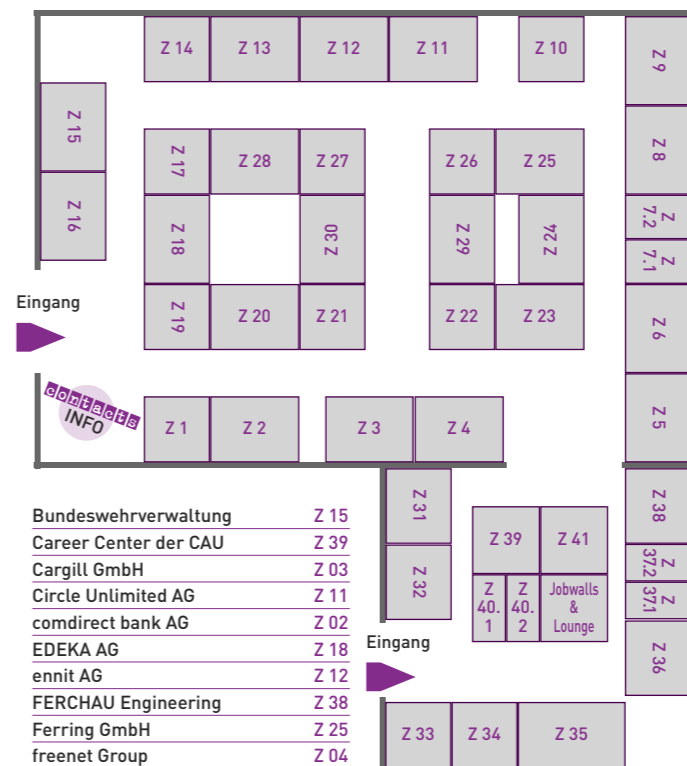 Z 14 Z 13 Z 12 Z 11 Z 10
Z 9
Z 15
Z 8
Z 17 Z 28 Z 27 Z 26 Z 25
Z 16
Z 18 Z 30 Z 29 Z 24
Z 7.2
Z 7.1
Z 19 Z 20 Z 21 Z 22 Z 23
Z 6
Eingang
contacts
INFO
Z 1 Z 2 Z 3 Z 4
Z 5
Z 31
Z 32
Z 39 Z 41
Z 38
Z 40.1
Z 40.2
Jobwalls
&
Lounge
Z 37.2
Z 37.1
Z 36
Eingang
Z 33 Z 34 Z 35
Bundeswehrverwaltung Z 15
Career Center der CAU Z 39
Cargill GmbH Z 03
Circle Unlimited AG Z 11
comdirect bank AG Z 02
EDEKA AG Z 18
ennit AG Z 12
FERCHAU Engineering Z 38
Ferring GmbH Z 25
freenet Group Z 04